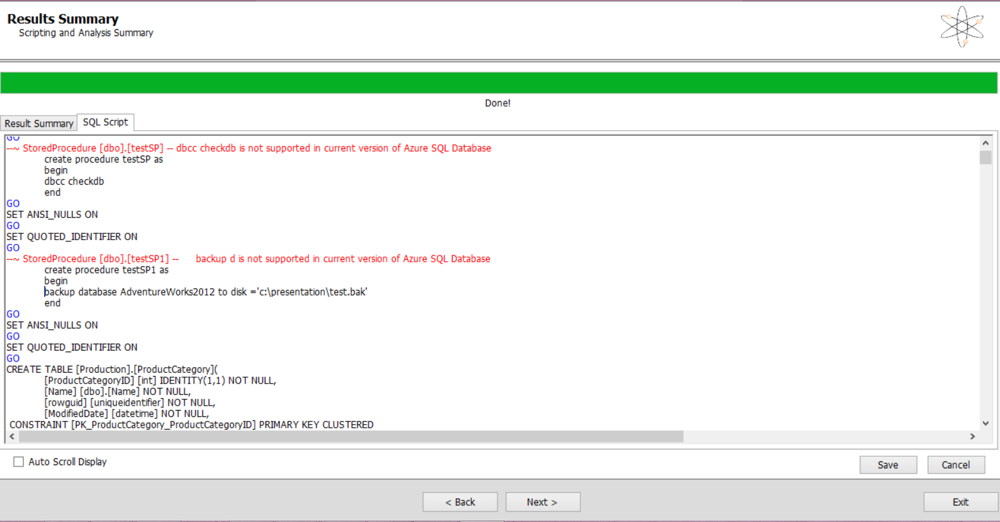 Results Summary
Scripting and Analysis Summary
Done!
Result Summary
SQL Script
GO
--~ StoredProcedure [dbo].[testSP] -- dbcc checkdb is not supported in current version of Azure SQL Database
create procedure testSP as
begin
dbcc checkdb
end
GO
SET ANSI_NULLS ON
GO
SET QUOTED_IDENTIFIER ON
GO
--~ StoredProcedure [dbo].[testSP1] -- backup d is not supported in current version of Azure SQL Database
create procedure testSP1 as
begin
backup database AdventureWorks2012 to disk ='c:\presentation\test.bak'
end
GO
SET ANSI_NULLS ON
GO
SET QUOTED_IDENTIFIER ON
GO
CREATE TABLE [Production].[ProductCategory](
[ProductCategoryID] [int] IDENTITY(1,1) NOT NULL,
[Name] [dbo].[Name] NOT NULL,
[rowguid] [uniqueidentifier] NOT NULL,
[ModifiedDate] [datetime] NOT NULL,
CONSTRAINT [PK_ProductCategory_ProductCategoryID] PRIMARY KEY CLUSTERED
Auto Scroll Display
Save
Cancel
< Back
Next >
Exit